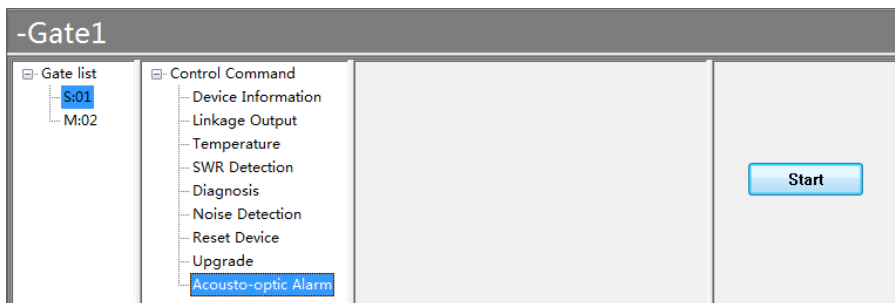 -Gate1
Gate list
S:01
M:02
Control Command
Device Information
Linkage Output
Temperature
SWR Detection
Diagnosis
Noise Detection
Reset Device
Upgrade
Acousto-optic Alarm
Start